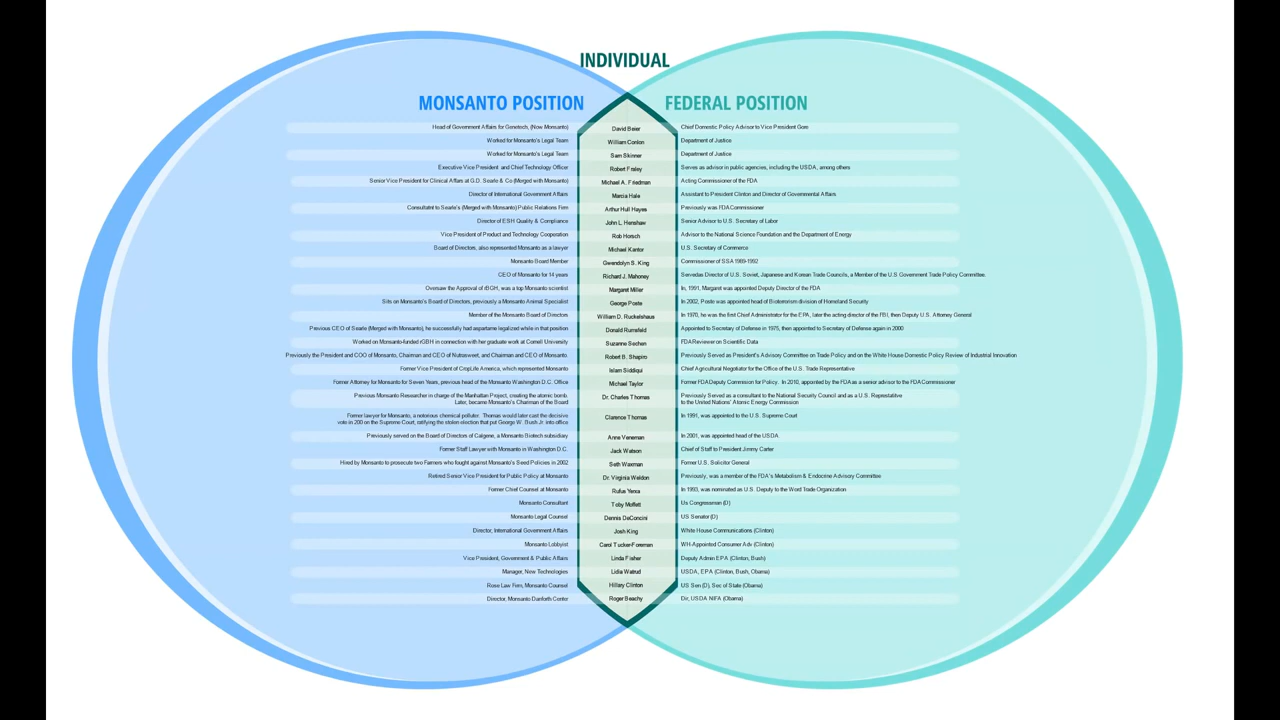 INDIVIDUAL
MONSANTO POSITION FEDERAL POSITION
Head of Government Affairs for Genetech, (Now Monsanto) David Beier Chief Domestic Policy Advisor to Vice President Gore
Worked for Monsanto's Legal Team William Conlon Department of Justice
Worked for Monsanto's Legal Team Sam Skinner Department of Justice
Executive Vice President and Chief Technology Officer Robert Fraley Serves as advisor in public agencies, including the USDA, among others
Senior Vice President for Clinical Affairs at G.D. Searle & Co (Merged with Monsanto) Michael A. Friedman Acting Commissioner of the FDA
Director of International Government Affairs Marcia Hale Assistant to President Clinton and Director of Governmental Affairs
Consultatnt to Searle's (Merged with Monsanto) Public Relations Firm Arthur Hull Hayes Previously was FDA Commissioner
Director of ESH Quality & Compliance John L. Henshaw Senior Advisor to U.S. Secretary of Labor
Vice President of Product and Technology Cooperation Rob Horsch Advisor to the National Science Foundation and the Department of Energy
Board of Directors, also represented Monsanto as a lawyer Michael Kantor U.S. Secretary of Commerce
Monsanto Board Member Gwendolyn S. King Commissioner of SSA 1989-1992
CEO of Monsanto for 14 years Richard J. Mahoney Servedas Director of U.S. Soviet, Japanese and Korean Trade Councils, a Member of the U.S Government Trade Policy Committee.
Oversaw the Approval of rBGH, was a top Monsanto scientist Margaret Miller In, 1991, Margaret was appointed Deputy Director of the FDA
Sits on Monsanto's Board of Directors, previously a Monsanto Animal Specialist George Poste In 2002, Poste was appointed head of Bioterrorism division of Homeland Security
Member of the Monsanto Board of Directors William D. Ruckelshaus In 1970, he was the first Chief Administrator for the EPA, later the acting director of the FBI, then Deputy U.S. Attorney General
Previous CEO of Searle (Merged with Monsanto), he successfully had aspartame legalized while in that position Donald Rumsfeld Appointed to Secretary of Defense in 1975, then appointed to Secretary of Defense again in 2000
Worked on Monsanto-funded rGBH in connection with her graduate work at Cornell University Suzanne Sechen FDA Reviewer on Scientific Data
Previously the President and COO of Monsanto, Chairman and CEO of Nutrasweet, and Chairman and CEO of Monsanto. Robert B. Shapiro Previously Served as President's Advisory Committee on Trade Policy and on the White House Domestic Policy Review of Industrial Innovation
Former Vice President of CropLife America, which represented Monsanto Islam Siddiqui Chief Agricultural Negotiator for the Office of the U.S. Trade Representative
Former Attorney for Monsanto for Seven Years, previous head of the Monsanto Washington D.C. Office Michael Taylor Former FDA Deputy Commission for Policy. In 2010, appointed by the FDA as a senior advisor to the FDA Commissioner
Previous Monsanto Researcher in charge of the Manhattan Project, creating the atomic bomb. Dr. Charles Thomas Previously Served as a consultant to the National Security Council and as a U.S. Representative
Later, became Monsanto's Chairman of the Board to the United Nations' Atomic Energy Commission
Former lawyer for Monsanto, a notorious chemical polluter. Thomas would later cast the decisive Clarence Thomas In 1991, was appointed to the U.S. Supreme Court
vote in 200 on the Supreme Court, ratifying the stolen election that put George W. Bush Jr. into office
Previously served on the Board of Directors of Calgene, a Monsanto Biotech subsidiary Anne Veneman In 2001, was appointed head of the USDA
Former Staff Lawyer with Monsanto in Washington D.C. Jack Watson Chief of Staff to President Jimmy Carter
Hired by Monsanto to prosecute two Farmers who fought against Monsanto's Seed Policies in 2002 Seth Waxman Former U.S. Solicitor General
Retired Senior Vice President for Public Policy at Monsanto Dr. Virginia Weldon Previously, was a member of the FDA's Metabolism & Endocrine Advisory Committee
Former Chief Counsel at Monsanto Rufus Yerxa In 1993, was nominated as U.S. Deputy to the Word Trade Organization
Monsanto Consultant Toby Moffett Us Congressman (D)
Monsanto Legal Counsel Dennis DeConcini US Senator (D)
Director, International Government Affairs Josh King White House Communications (Clinton)
Monsanto Lobbyist Carol Tucker-Foreman WH-Appointed Consumer Adv (Clinton)
Vice President, Government & Public Affairs Linda Fisher Deputy Admin EPA (Clinton, Bush)
Manager, New Technologies Lidia Watrud USDA, EPA (Clinton, Bush, Obama)
Rose Law Firm, Monsanto Counsel Hillary Clinton US Sen (D), Sec of State (Obama)
Director, Monsanto Danforth Center Roger Beachy Dir, USDA NIFA (Obama)